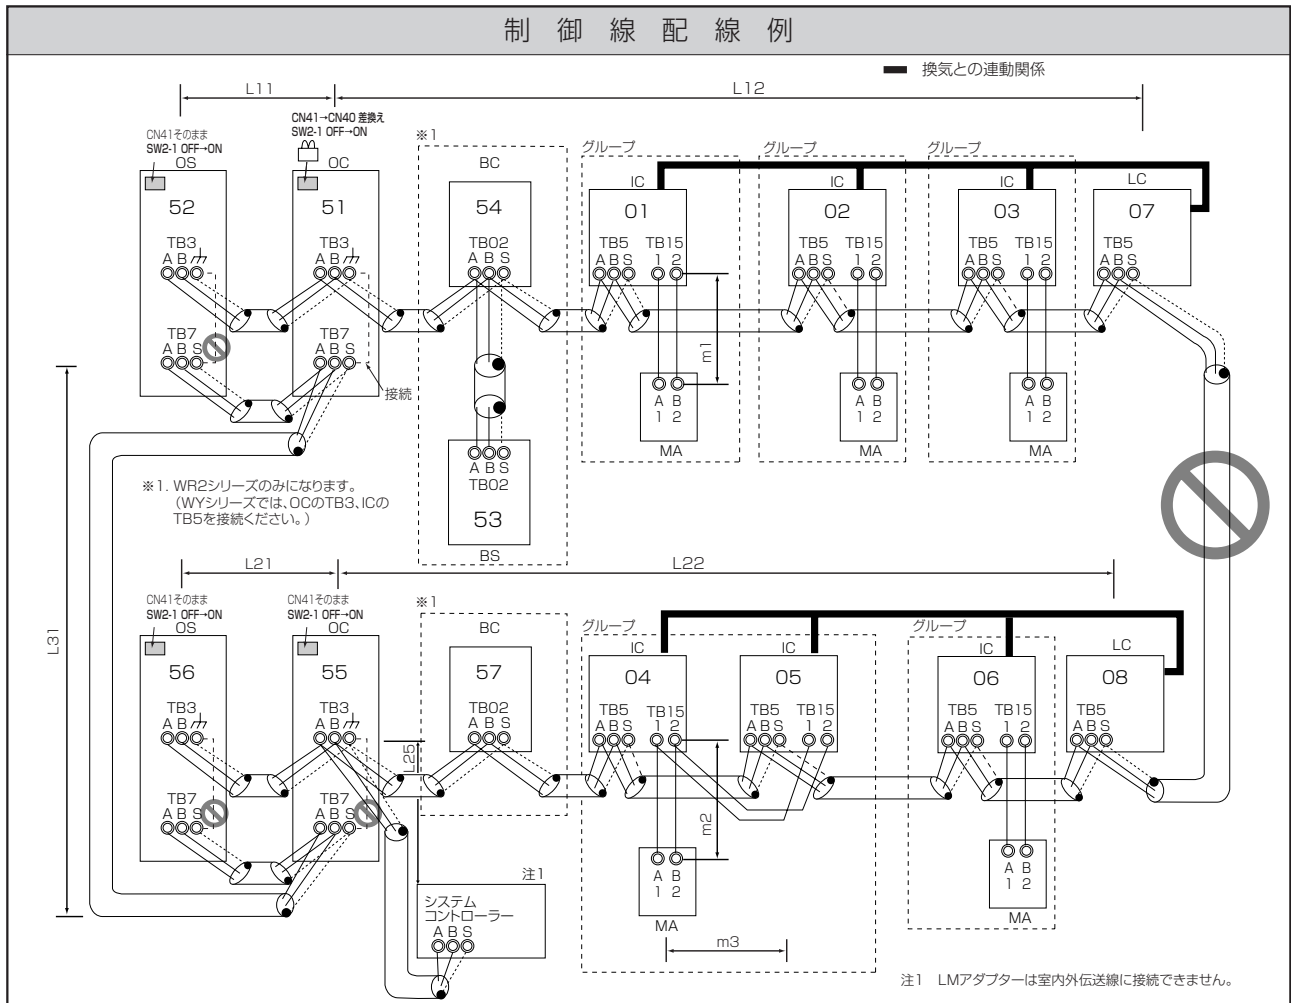 制御線配線例
換気との連動関係
L11
L12
CN41そのまま
SW2-1 OFF→ON
OS
CN41→CN40 差換え
SW2-1 OFF→ON
OC
※1
BC
グループ
グループ
グループ
IC
IC
IC
LC
52
51
54
01
02
03
07
TB3
A B
TB3
A B
TB02
A B S
TB5
A B S
TB15
1 2
TB5
A B S
TB15
1 2
TB5
A B S
TB15
1 2
TB5
A B S
TB7
A B S
TB7
A B S
接続
m1
A B
1 2
MA
A B
1 2
MA
A B
1 2
MA
A B S
TB02
53
BS
※1. WR2シリーズのみになります。
(WYシリーズでは、OCのTB3、ICの
TB5を接続ください。)
L31
L21
L22
CN41そのまま
SW2-1 OFF→ON
OS
CN41そのまま
SW2-1 OFF→ON
OC
※1
BC
グループ
グループ
IC
IC
IC
LC
56
55
57
04
05
06
08
TB3
A B
TB3
A B
TB02
A B S
TB5
A B S
TB15
1 2
TB5
A B S
TB15
1 2
TB5
A B S
TB15
1 2
TB5
A B S
L25
TB7
A B S
TB7
A B S
m2
A B
1 2
MA
A B
1 2
MA
m3
注1
システム
コントローラー
A B S
注1 LMアダプターは室内外伝送線に接続できません。